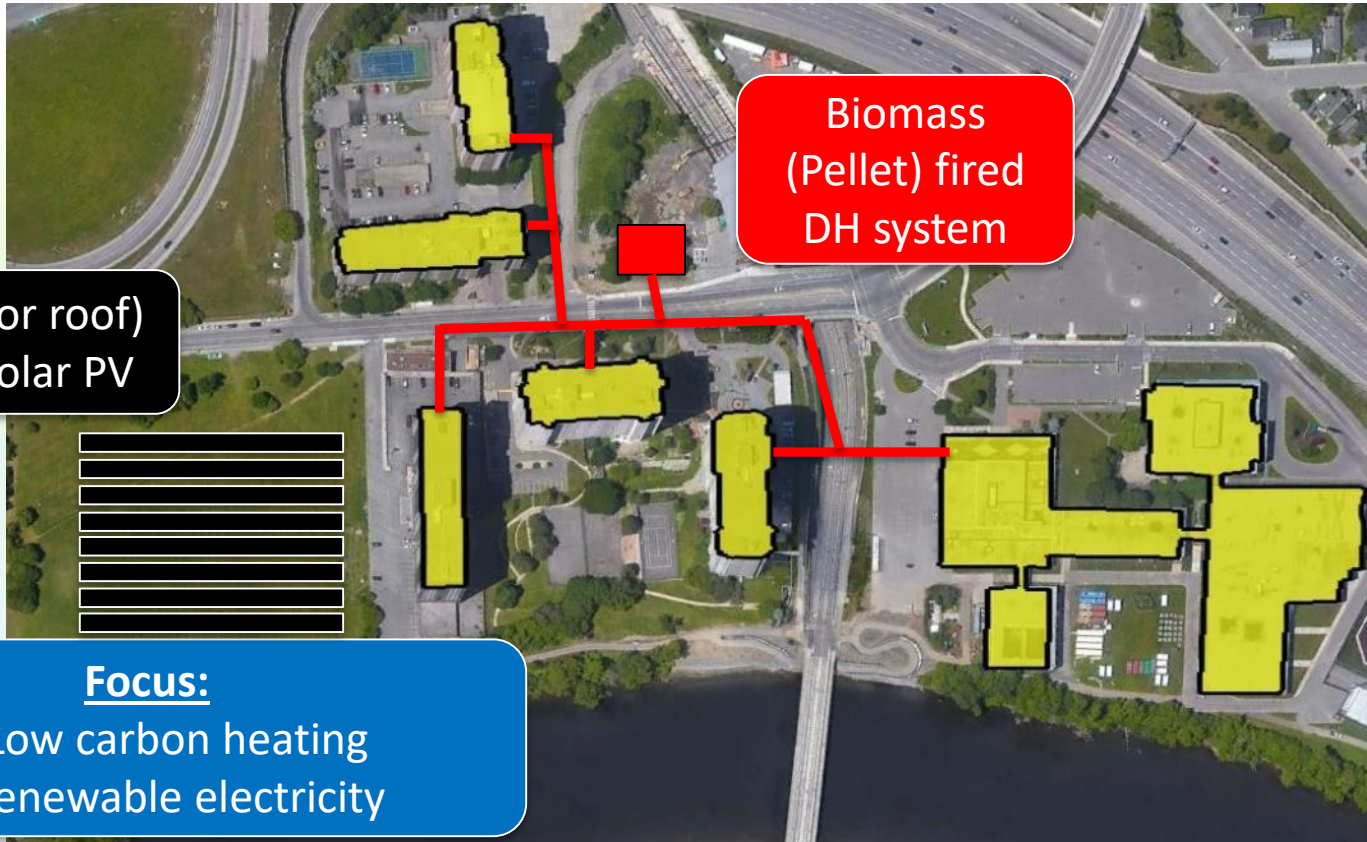 Biomass
(Pellet) fired
DH system
or roof)
olar PV
Focus:
Low carbon heating
enewable electricity